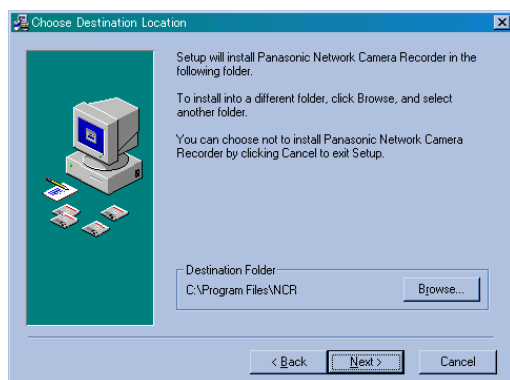 Choose Destination Location
Setup will install Panasonic Network Camera Recorder in the
following folder.
To install into a different folder, click Browse, and select
another folder.
You can choose not to install Panasonic Network Camera
Recorder by clicking Cancel to exit Setup.
Destination Folder
C:\Program Files\NCR
Browse...
< Back
Next >
Cancel